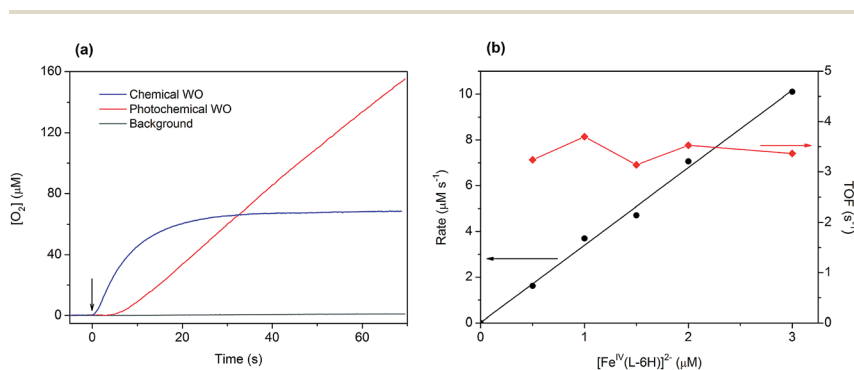 (a)
160
120
80
40
0
[O₂] (µM)
Chemical WO
Photochemical WO
Background
0 20 40 60
Time (s)
(b)
10
8
6
4
2
0
Rate (µM s⁻¹)
5
4
3
2
1
0
TOF (s⁻¹)
0 1 2 3
[Feᴵⱽ(L-6H)]²⁻ (µM)